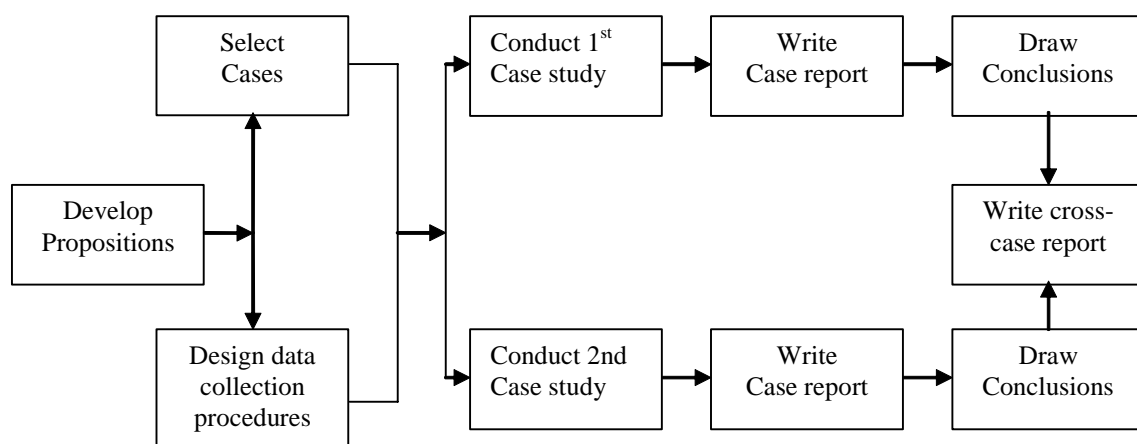 Select
Cases
Conduct 1st
Case study
Write
Case report
Draw
Conclusions
Develop
Propositions
Write cross-
case report
Design data
collection
procedures
Conduct 2nd
Case study
Write
Case report
Draw
Conclusions